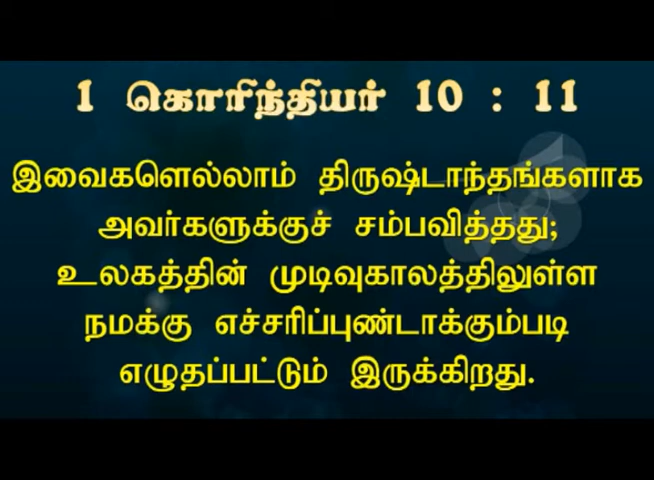 1 கொரிந்தியர் 10 : 11
இவைகளெல்லாம் திருஷ்டாந்தங்களாக
அவர்களுக்குச் சம்பவித்தது;
உலகத்தின் முடிவுகாலத்திலுள்ள
நமக்கு எச்சரிப்புண்டாக்கும்படி
எழுதப்பட்டும் இருக்கிறது.